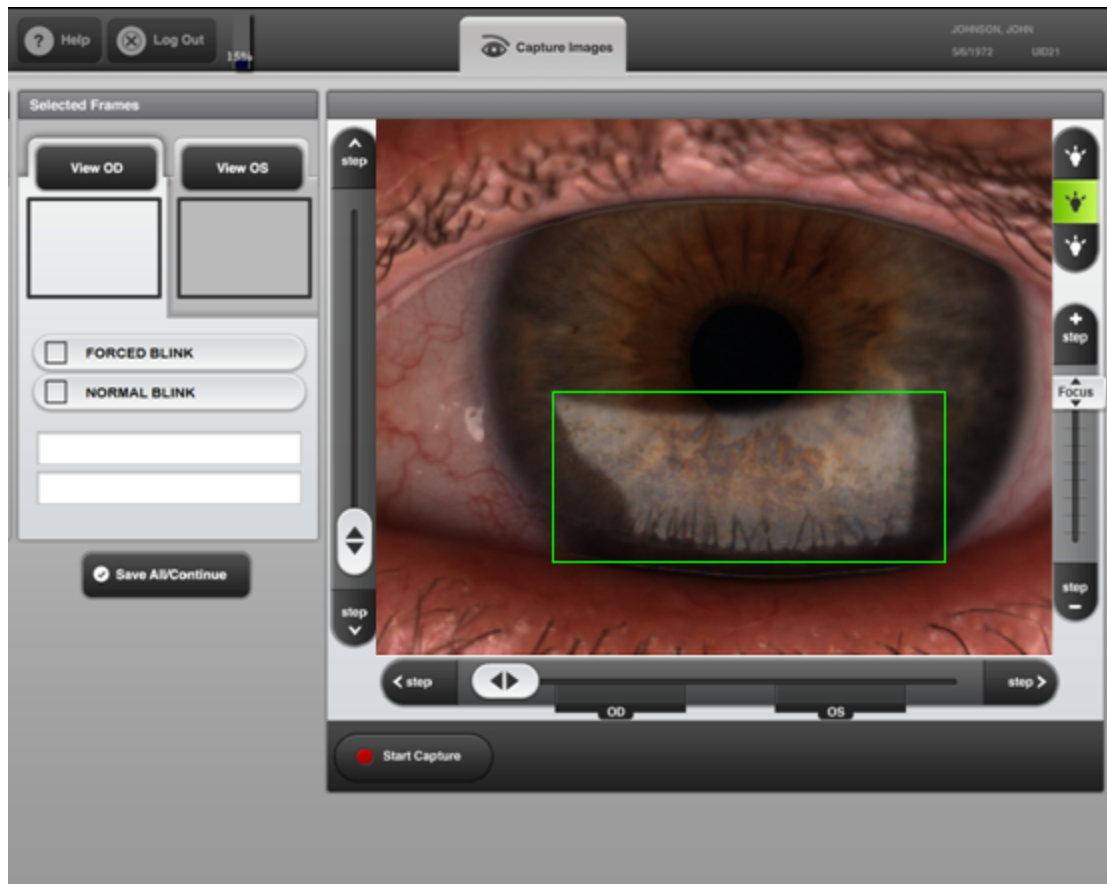 ? Help
Log Out
15%
Capture Images
JOHNSON, JOHN
5/6/1972 UID21
Selected Frames
View OD
View OS
FORCED BLINK
NORMAL BLINK
Save All/Continue
step
step
+
step
Focus
step
−
< step
step >
OD
OS
Start Capture